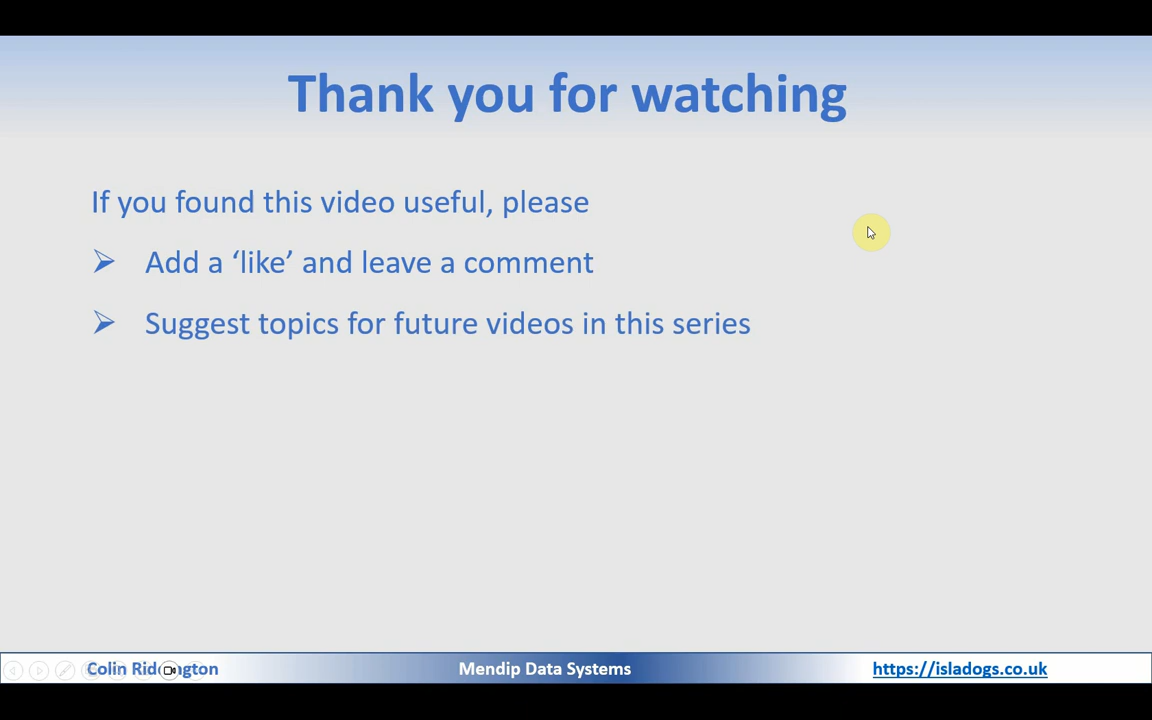 Thank you for watching
If you found this video useful, please
➢ Add a ‘like’ and leave a comment
➢ Suggest topics for future videos in this series
Colin
Mendip Data Systems
https://isladogs.co.uk